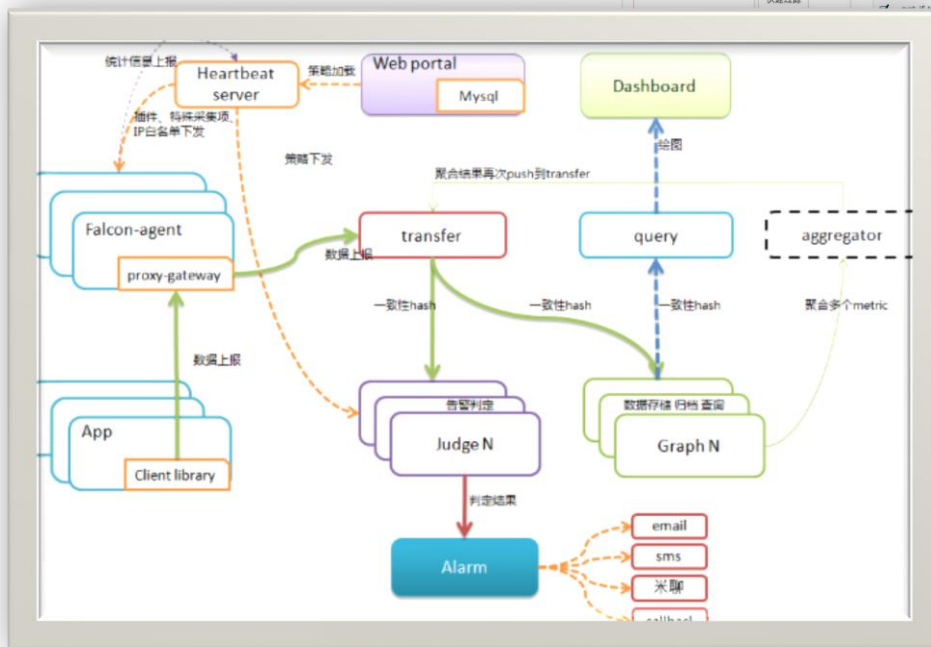 统计信息上报
Heartbeat
server
策略加载
Web portal
Mysql
Dashboard
插件、特殊采集项、
IP白名单下发
策略下发
绘图
聚合结果再次push到transfer
Falcon-agent
proxy-gateway
transfer
数据上报
query
aggregator
一致性hash
一致性hash
一致性hash
聚合多个metric
数据上报
告警判定
数据存储 归档 查询
App
Client library
Judge N
Graph N
判定结果
Alarm
email
sms
米聊